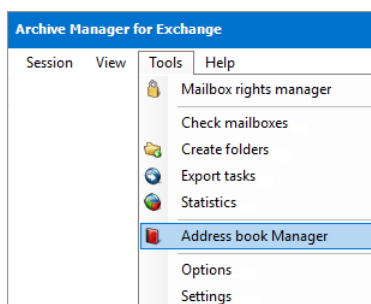 Archive Manager for Exchange
Session View Tools Help
Mailbox rights manager
Check mailboxes
Create folders
Export tasks
Statistics
Address book Manager
Options
Settings